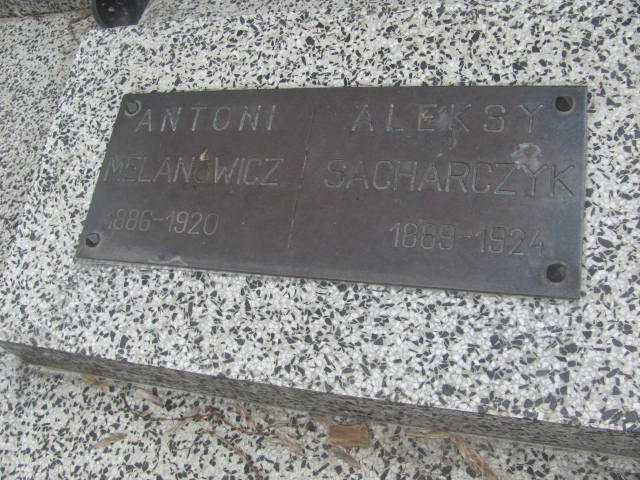 ANTONI
MELANOWICZ
1886-1920
ALEKSY
SACHARCZYK
1889-1924